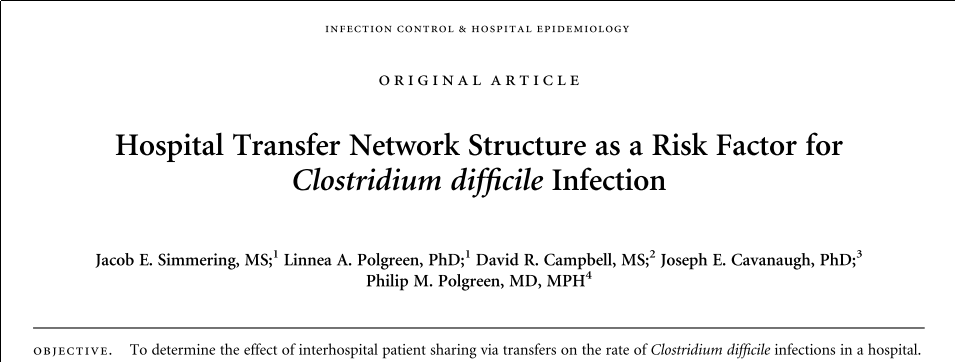 INFECTION CONTROL & HOSPITAL EPIDEMIOLOGY
ORIGINAL ARTICLE
Hospital Transfer Network Structure as a Risk Factor for
Clostridium difficile Infection
Jacob E. Simmering, MS;1 Linnea A. Polgreen, PhD;1 David R. Campbell, MS;2 Joseph E. Cavanaugh, PhD;3
Philip M. Polgreen, MD, MPH4
OBJECTIVE. To determine the effect of interhospital patient sharing via transfers on the rate of Clostridium difficile infections in a hospital.